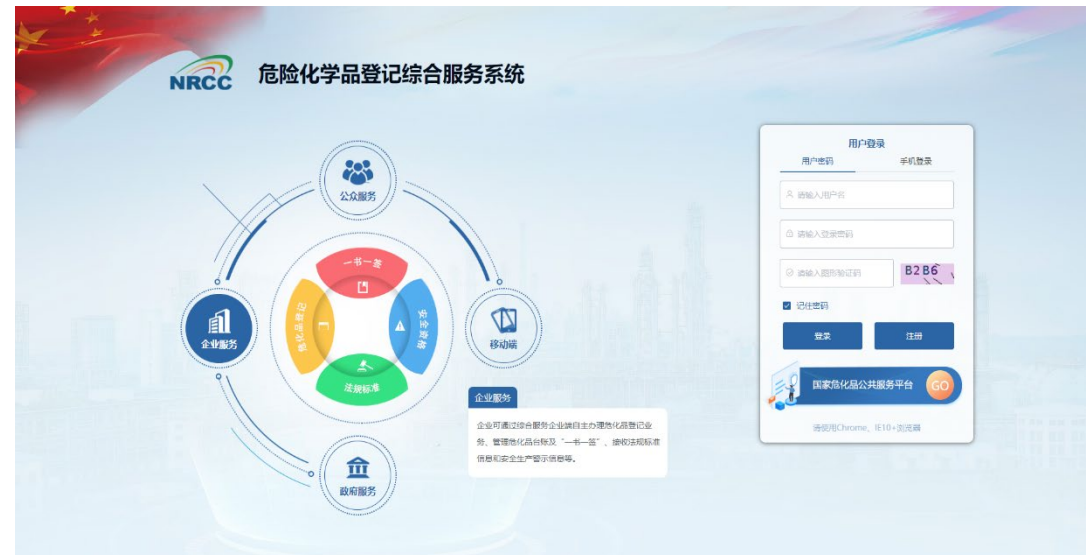 NRCC
危险化学品登记综合服务系统
公众服务
企业服务
移动端
政府服务
一书一签
安全资格
法规标准
危化品登记
企业服务
企业可通过综合服务企业端自主办理危化品登记业
务、管理危化品台账及“一书一签”、接收法规标准
信息和安全生产警示信息等。
用户登录
用户密码 手机登录
请输入用户名
请输入登录密码
请输入图形验证码 B2B6
记住密码
登录 注册
国家危化品公共服务平台 GO
请使用Chrome、IE10+浏览器